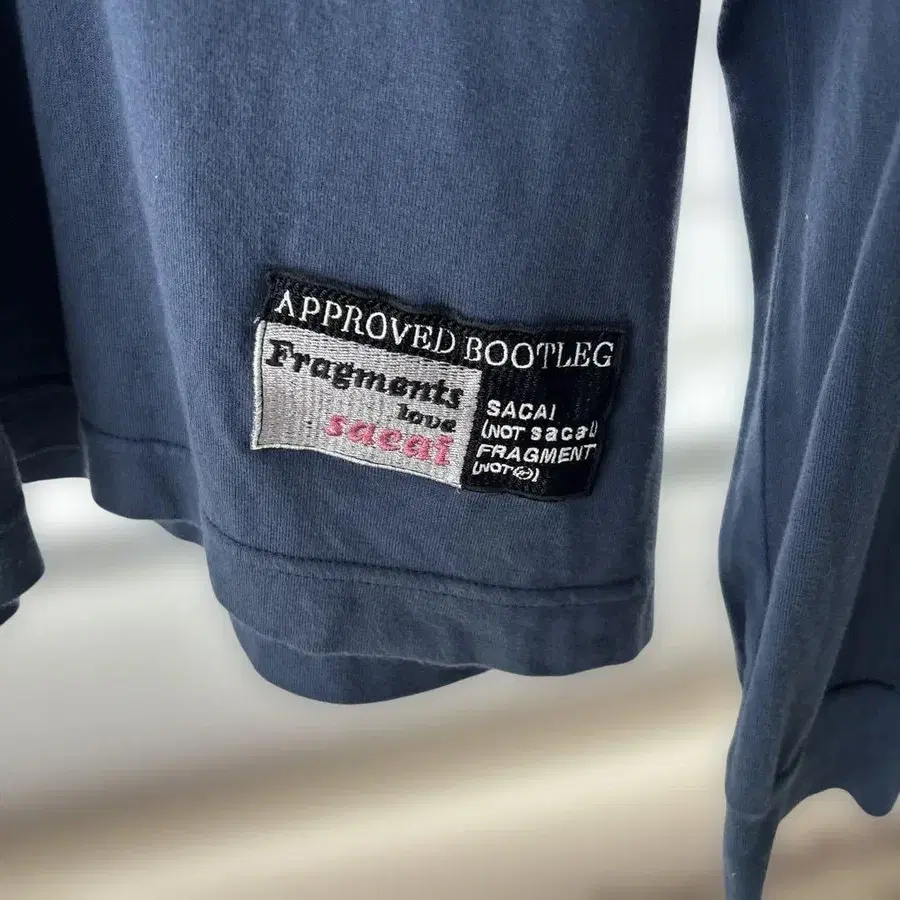 APPROVED BOOTLEG
Fragments
love
sacai
SACAI
(NOT sacai)
FRAGMENT
(NOT)